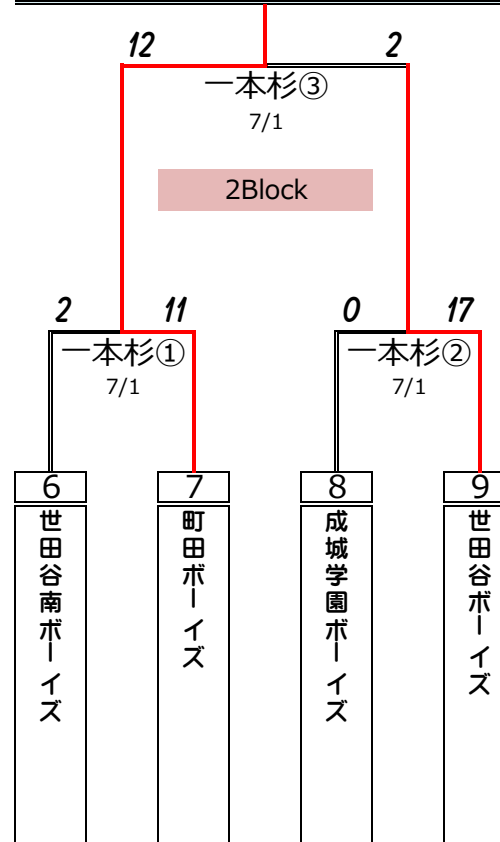 12 2
一本杉③
7/1
2Block
2 11 0 17
一本杉① 一本杉②
7/1 7/1
6 7 8 9
世田谷南ボーイズ
町田ボーイズ
成城学園ボーイズ
世田谷ボーイズ